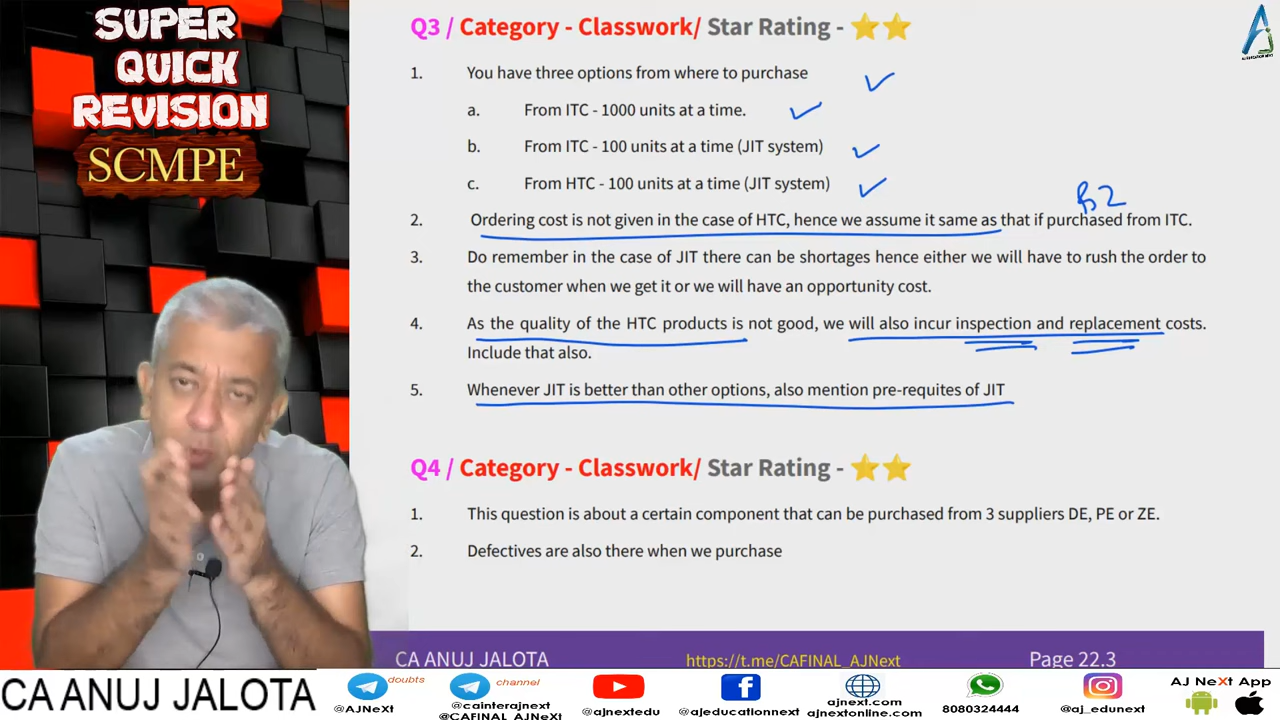 SUPER
QUICK
REVISION
SCMPE
Q3 / Category - Classwork/ Star Rating -
1. You have three options from where to purchase
a. From ITC - 1000 units at a time.
b. From ITC - 100 units at a time (JIT system)
c. From HTC - 100 units at a time (JIT system)
2. Ordering cost is not given in the case of HTC, hence we assume it same as that if purchased from ITC.
3. Do remember in the case of JIT there can be shortages hence either we will have to rush the order to
the customer when we get it or we will have an opportunity cost.
4. As the quality of the HTC products is not good, we will also incur inspection and replacement costs.
Include that also.
5. Whenever JIT is better than other options, also mention pre-requites of JIT
Q4 / Category - Classwork/ Star Rating -
1. This question is about a certain component that can be purchased from 3 suppliers DE, PE or ZE.
2. Defectives are also there when we purchase
CA ANUJ JALOTA https://t.me/CAFINAL_AJNext Page 22.3
CA ANUJ JALOTA
doubts
@AJNeXt
channel
@cainterajnext
@CAFINAL_AJNeXt
@ajnextedu
@ajeducationnext
ajnext.com
ajnextonline.com
8080324444
@aj_edunext
AJ NeXt App